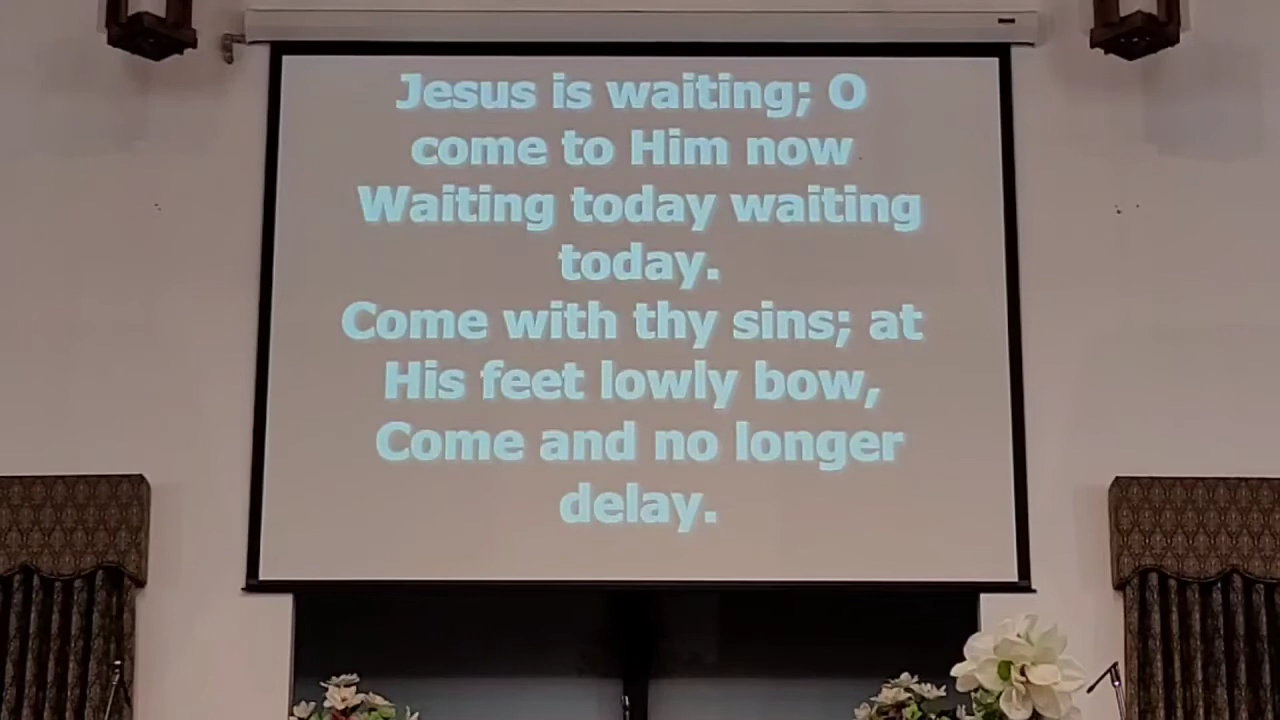 Jesus is waiting; O
come to Him now
Waiting today waiting
today.
Come with thy sins; at
His feet lowly bow,
Come and no longer
delay.